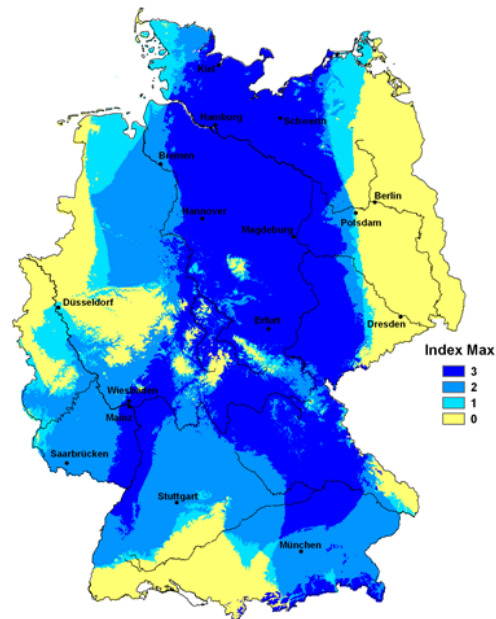 Kiel
Hamburg
Schwerin
Bremen
Berlin
Hannover
Potsdam
Magdeburg
Düsseldorf
Erfurt
Dresden
Index Max
3
2
1
0
Wiesbaden
Mainz
Saarbrücken
Stuttgart
München